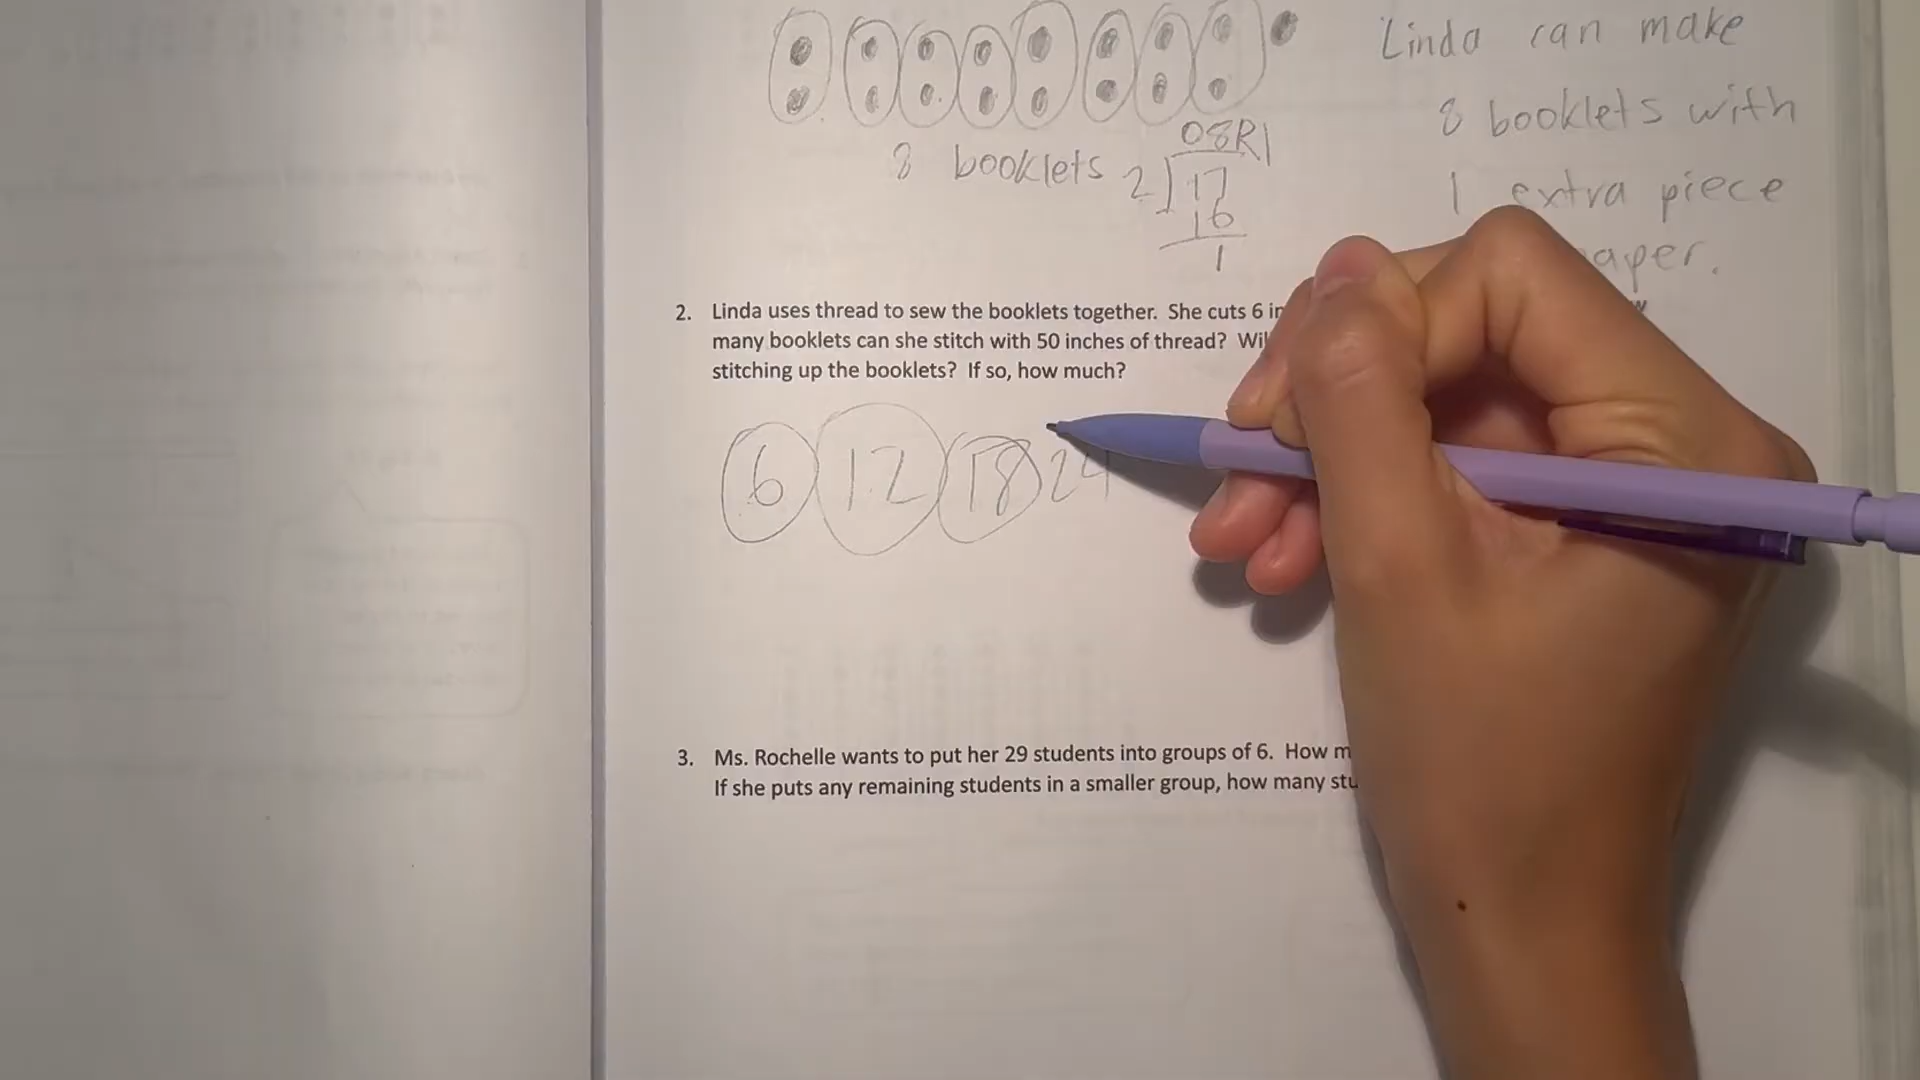 Linda can make
8 booklets with
1 extra piece
aper.
8 booklets
08R1
2 17
16
1
2. Linda uses thread to sew the booklets together. She cuts 6
many booklets can she stitch with 50 inches of thread?
stitching up the booklets? If so, how much?
6 12 18 24
3. Ms. Rochelle wants to put her 29 students into groups of 6. How
If she puts any remaining students in a smaller group, how many